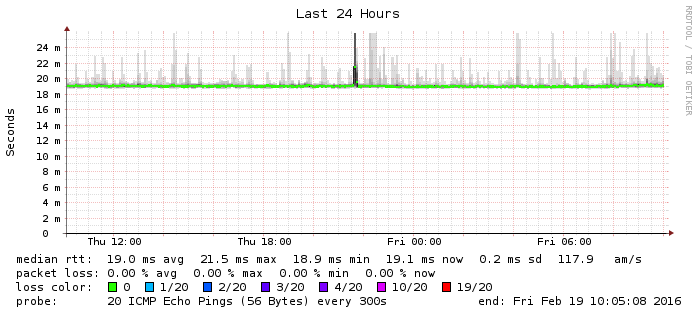 Last 24 Hours
RRDTOOL / TOBI OETIKER
Seconds
24 m
22 m
20 m
18 m
16 m
14 m
12 m
10 m
8 m
6 m
4 m
2 m
0
Thu 12:00 Thu 18:00 Fri 00:00 Fri 06:00
median rtt: 19.0 ms avg 21.5 ms max 18.9 ms min 19.1 ms now 0.2 ms sd 117.9 am/s
packet loss: 0.00 % avg 0.00 % max 0.00 % min 0.00 % now
loss color: 0 1/20 2/20 3/20 4/20 10/20 19/20
probe: 20 ICMP Echo Pings (56 Bytes) every 300s end: Fri Feb 19 10:05:08 2016